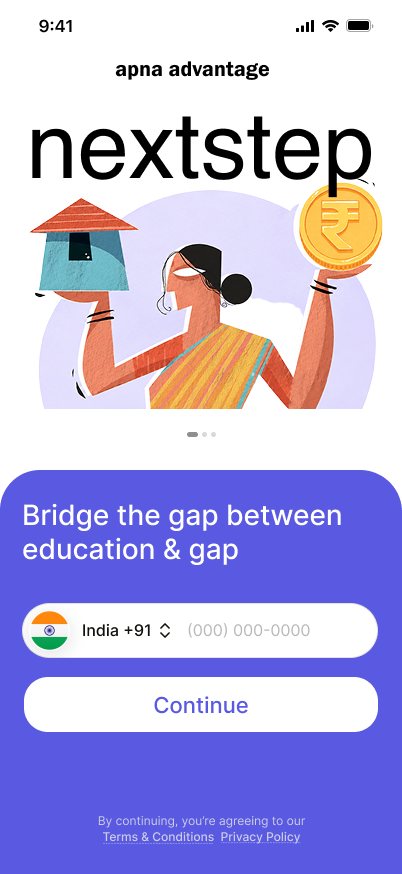 9:41
apna advantage
nextstep
₹
Bridge the gap between
education & gap
India +91 (000) 000-0000
Continue
By continuing, you're agreeing to our
Terms & Conditions Privacy Policy